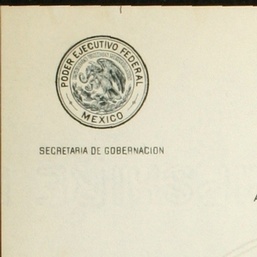 PODER EJECUTIVO FEDERAL
MEXICO
SECRETARIA DE GOBERNACION
A